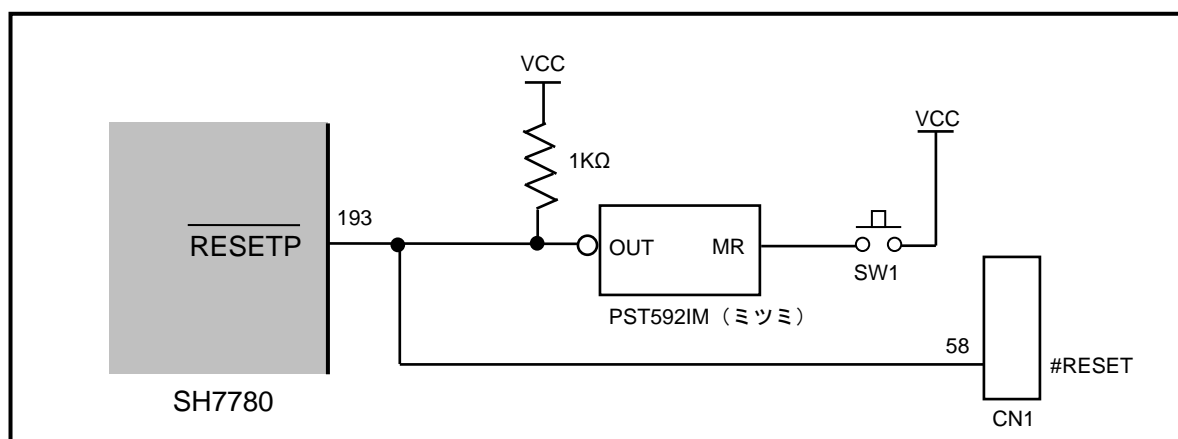 VCC
VCC
1KΩ
193
RESETP
OUT
MR
SW1
PST592IM（ミツミ）
58
#RESET
SH7780
CN1